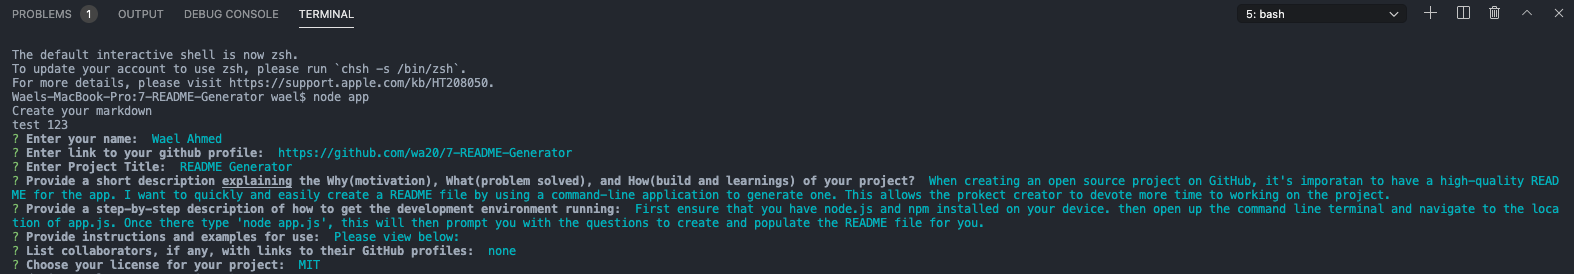 PROBLEMS 1 OUTPUT DEBUG CONSOLE TERMINAL 5: bash
The default interactive shell is now zsh.
To update your account to use zsh, please run `chsh -s /bin/zsh`.
For more details, please visit https://support.apple.com/kb/HT208050.
Waels-MacBook-Pro:7-README-Generator wael$ node app
Create your markdown
test 123
? Enter your name:  Wael Ahmed
? Enter link to your github profile:  https://github.com/wa20/7-README-Generator
? Enter Project Title:  README Generator
? Provide a short description explaining the Why(motivation), What(problem solved), and How(build and learnings) of your project?  When creating an open source project on GitHub, it's imporatan to have a high-quality READ
ME for the app. I want to quickly and easily create a README file by using a command-line application to generate one. This allows the prokect creator to devote more time to working on the project.
? Provide a step-by-step description of how to get the development environment running:  First ensure that you have node.js and npm installed on your device. then open up the command line terminal and navigate to the loca
tion of app.js. Once there type 'node app.js', this will then prompt you with the questions to create and populate the README file for you.
? Provide instructions and examples for use:  Please view below:
? List collaborators, if any, with links to their GitHub profiles:  none
? Choose your license for your project:  MIT